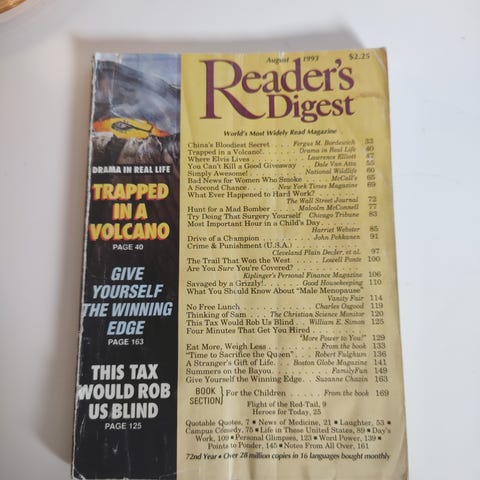 August 1993 $2.25
Reader's
Digest
World's Most Widely Read Magazine
DRAMA IN REAL LIFE
TRAPPED
IN A
VOLCANO
PAGE 40
GIVE
YOURSELF
THE WINNING
EDGE
PAGE 163
THIS TAX
WOULD ROB
US BLIND
PAGE 125
China's Bloodiest Secret . . . Fergus M. Bordewich 33
Trapped in a Volcano! . . . Drama in Real Life 40
Where Elvis Lives . . . Laurence Elliott 47
You Can't Kill a Good Giveaway . . . Dale Van Atta 55
Simply Awesome! . . . National Wildlife 60
Bad News for Women Who Smoke . . . McCall's 65
A Second Chance . . . New York Times Magazine 69
What Ever Happened to Hard Work?
The Wall Street Journal 72
Hunt for a Mad Bomber . . . Malcolm McConnell 77
Try Doing That Surgery Yourself Chicago Tribune 83
Most Important Hour in a Child's Day . . .
Harriet Webster 85
Drive of a Champion . . . John Pekkanen 91
Crime & Punishment (U.S.A.) . . .
Cleveland Plain Dealer, et al. 97
The Trail That Won the West . . . Lowell Ponte 100
Are You Sure You're Covered? . . .
Kiplinger's Personal Finance Magazine 106
Savaged by a Grizzly! . . . Good Housekeeping 110
What You Should Know About "Male Menopause"
Vanity Fair 114
No Free Lunch . . . Charles Osgood 119
Thinking of Sam . . . The Christian Science Monitor 120
This Tax Would Rob Us Blind . . William E. Simon 125
Four Minutes That Get You Hired . . .
"More Power to You!" 129
Eat More, Weigh Less . . . From the book 133
"Time to Sacrifice the Queen" . . . Robert Fulghum 136
A Stranger's Gift of Life . . . Boston Globe Magazine 141
Summers on the Bayou . . . FamilyFun 149
Give Yourself the Winning Edge . . . Suzanne Chazin 163
BOOK
SECTION
For the Children . . . From the book 169
Flight of the Red-Tail, 9
Heroes for Today, 25
Quotable Quotes, 7 ■ News of Medicine, 21 ■ Laughter, 53 ■
Campus Comedy, 75 ■ Life in These United States, 89 ■ Day's
Work, 109 ■ Personal Glimpses, 123 ■ Word Power, 139 ■
Points to Ponder, 145 ■ Notes From All Over, 161
72nd Year • Over 28 million copies in 16 languages bought monthly